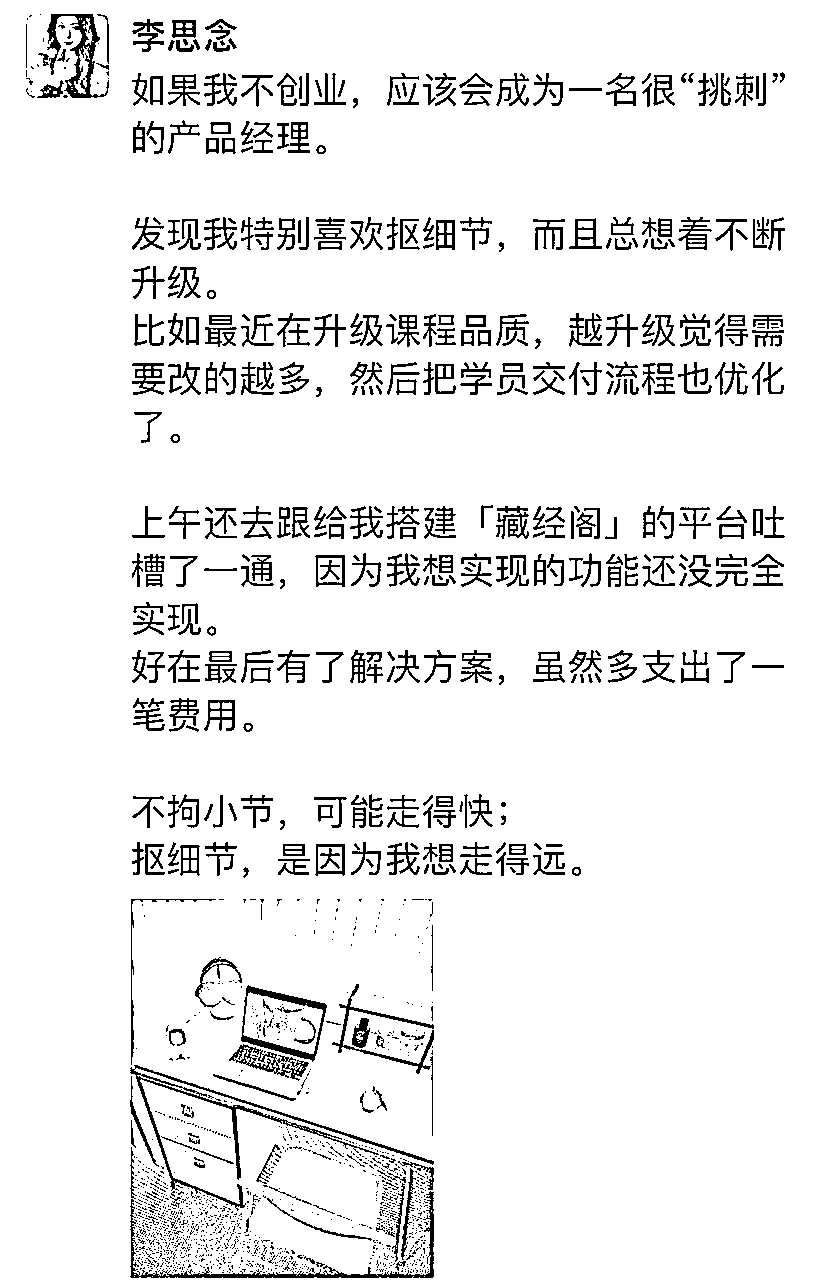 李思念
如果我不创业，应该会成为一名很“挑刺”
的产品经理。
发现我特别喜欢抠细节，而且总想着不断
升级。
比如最近在升级课程品质，越升级觉得需
要改的越多，然后把学员交付流程也优化
了。
上午还去跟给我搭建「藏经阁」的平台吐
槽了一通，因为我想实现的功能还没完全
实现。
好在最后有了解决方案，虽然多支出了一
笔费用。
不拘小节，可能走得快；
抠细节，是因为我想走得远。